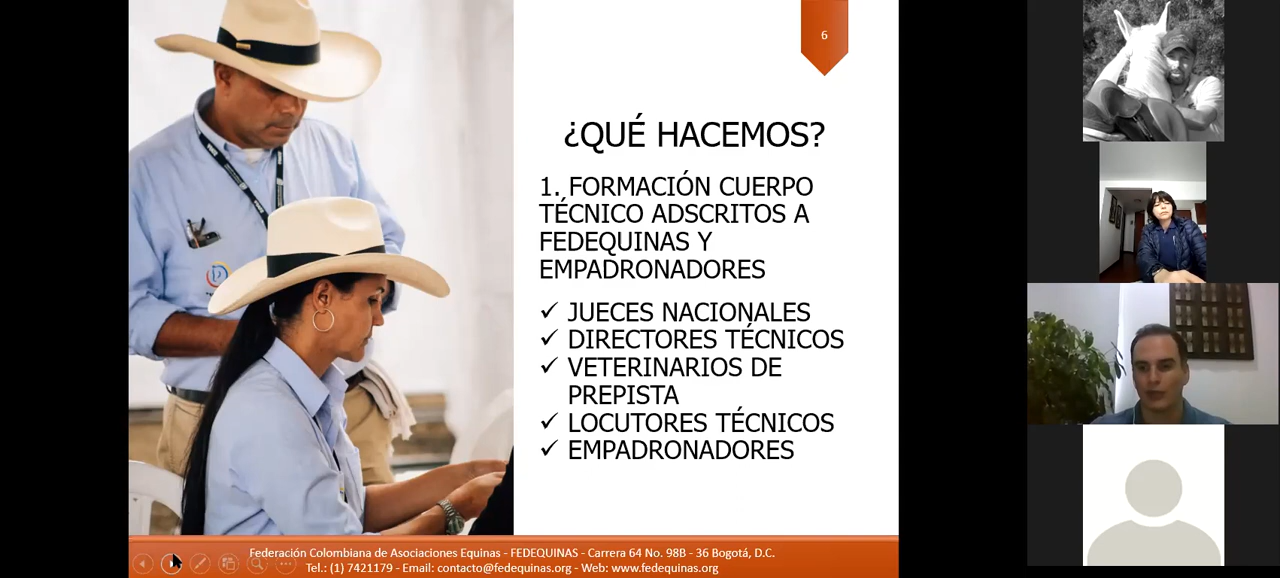 6
¿QUÉ HACEMOS?
1. FORMACIÓN CUERPO
TÉCNICO ADSCRITOS A
FEDEQUINAS Y
EMPADRONADORES
✓ JUECES NACIONALES
✓ DIRECTORES TÉCNICOS
✓ VETERINARIOS DE
PREPISTA
✓ LOCUTORES TÉCNICOS
✓ EMPADRONADORES
Federación Colombiana de Asociaciones Equinas - FEDEQUINAS - Carrera 64 No. 98B - 36 Bogotá, D.C.
Tel.: (1) 7421179 - Email: contacto@fedequinas.org - Web: www.fedequinas.org